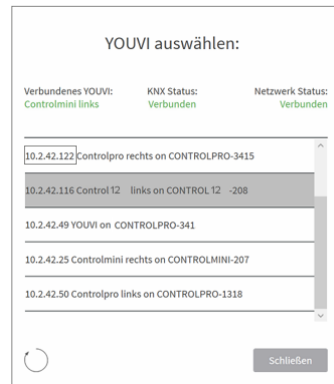 YOUVI auswählen:
Verbundenes YOUVI: KNX Status: Netzwerk Status:
Controlmini links Verbunden Verbunden
10.2.42.122 Controlpro rechts on CONTROLPRO-3415
10.2.42.116 Control 12 links on CONTROL 12 -208
10.2.42.49 YOUVI on CONTROLPRO-341
10.2.42.25 Controlmini rechts on CONTROLMINI-207
10.2.42.50 Controlpro links on CONTROLPRO-1318
Schließen